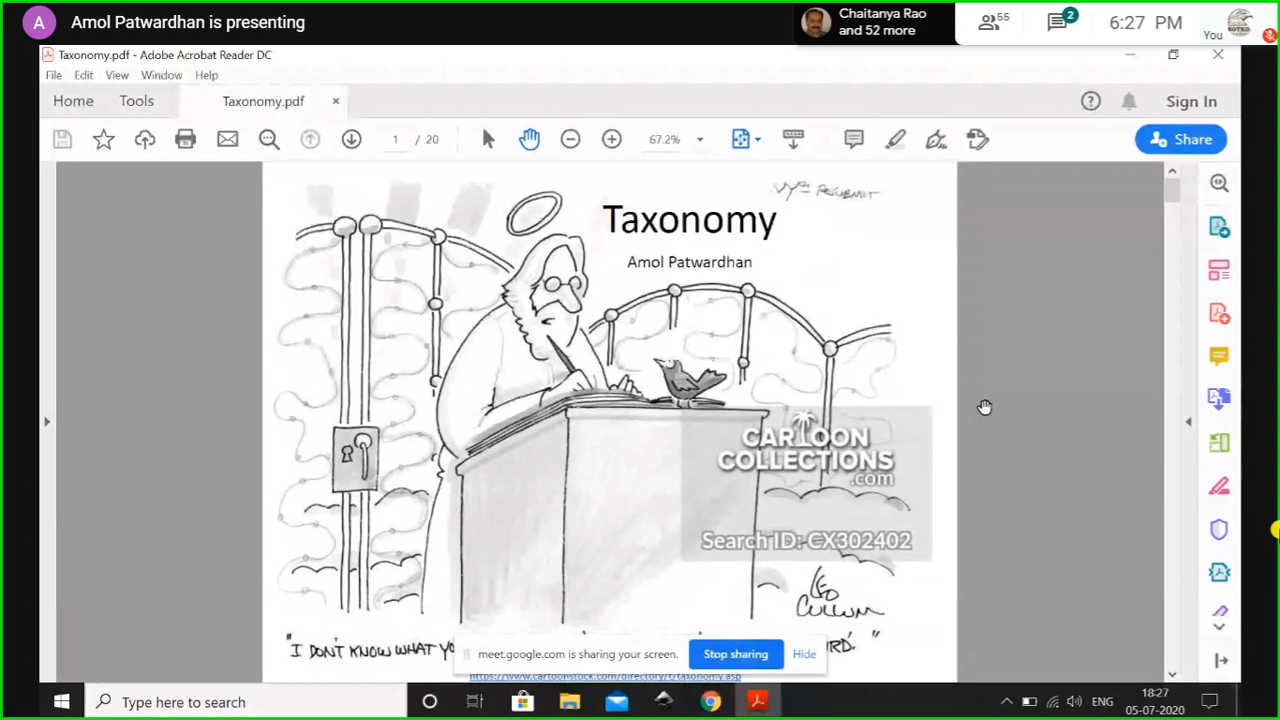 A Amol Patwardhan is presenting
Chaitanya Rao
and 52 more
55
2
6:27 PM
You
Taxonomy.pdf - Adobe Acrobat Reader DC
File Edit View Window Help
Home Tools Taxonomy.pdf × Sign In
1 / 20 67.2% Share
Taxonomy
Amol Patwardhan
CARTOON
COLLECTIONS
.com
Search ID: CX302402
LEO
CULLUM
"I DON'T KNOW WHAT YO
meet.google.com is sharing your screen. Stop sharing Hide
https://www.cartoonstock.com/directory/t/taxonomy.asp
Type here to search
ENG
18:27
05-07-2020